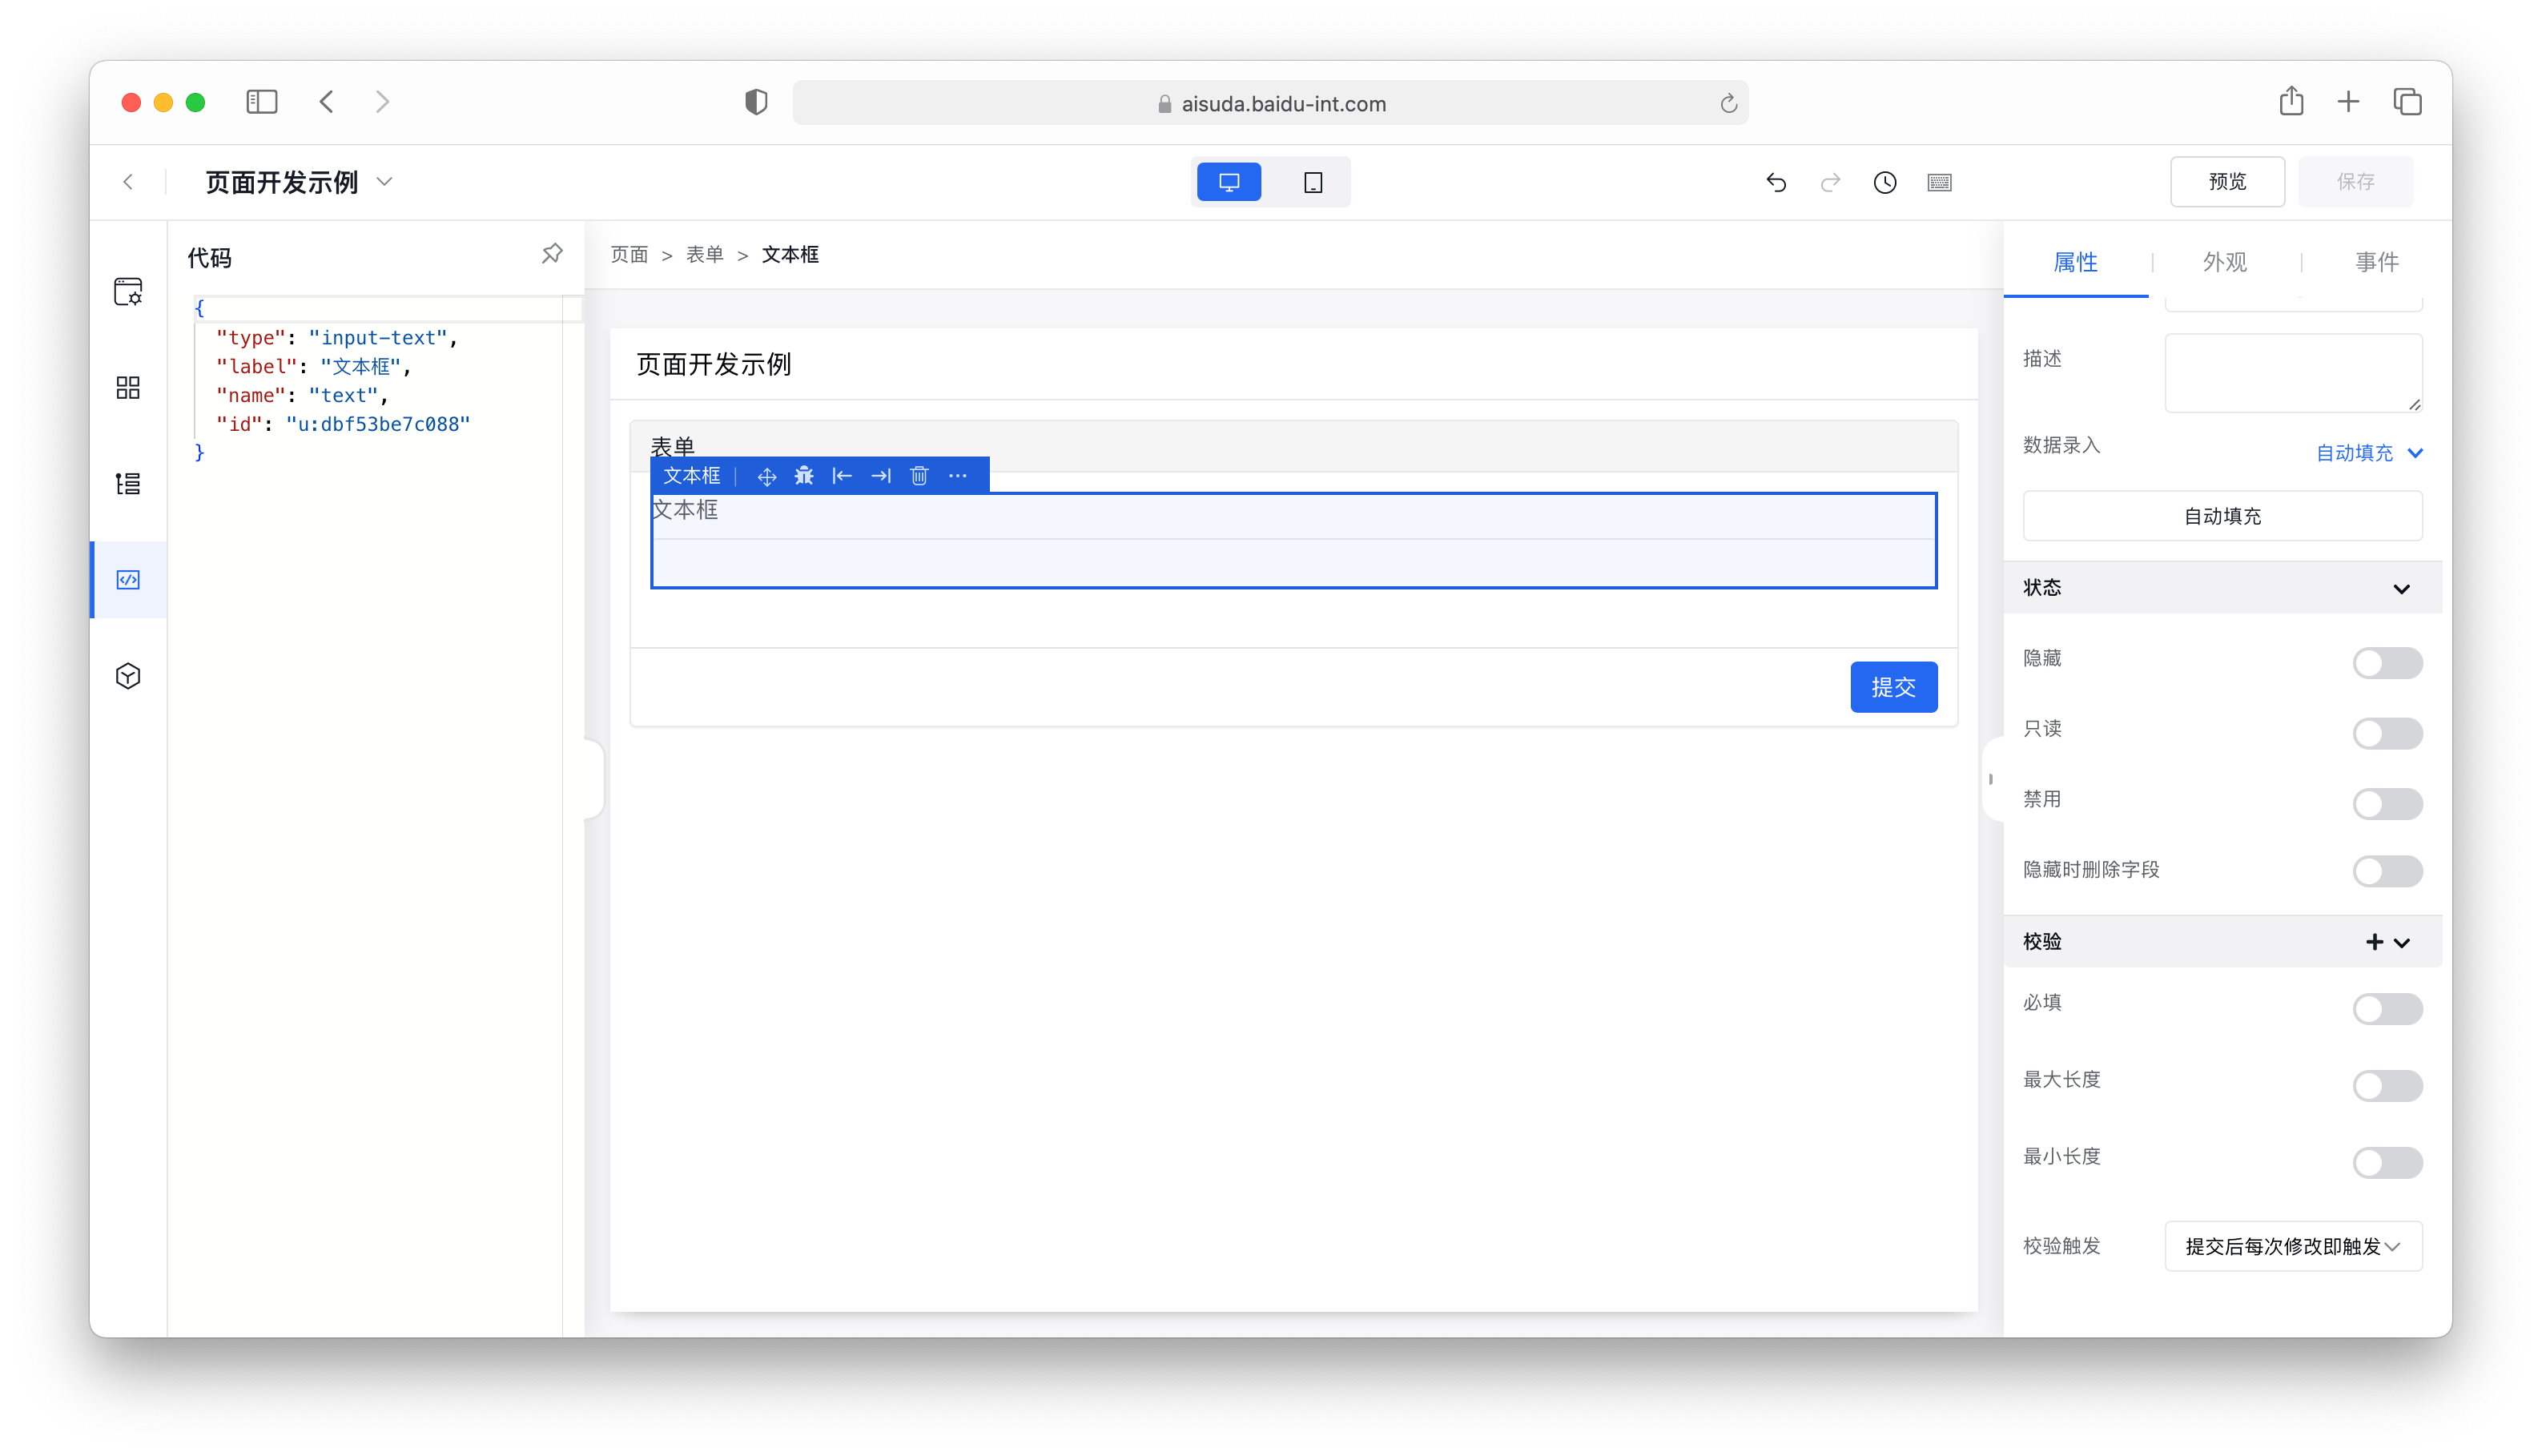 aisuda.baidu-int.com
页面开发示例
预览
保存
代码
{
"type": "input-text",
"label": "文本框",
"name": "text",
"id": "u:dbf53be7c088"
}
页面 > 表单 > 文本框
页面开发示例
表单
文本框
文本框
提交
属性
外观
事件
描述
数据录入
自动填充
自动填充
状态
隐藏
只读
禁用
隐藏时删除字段
校验
必填
最大长度
最小长度
校验触发
提交后每次修改即触发